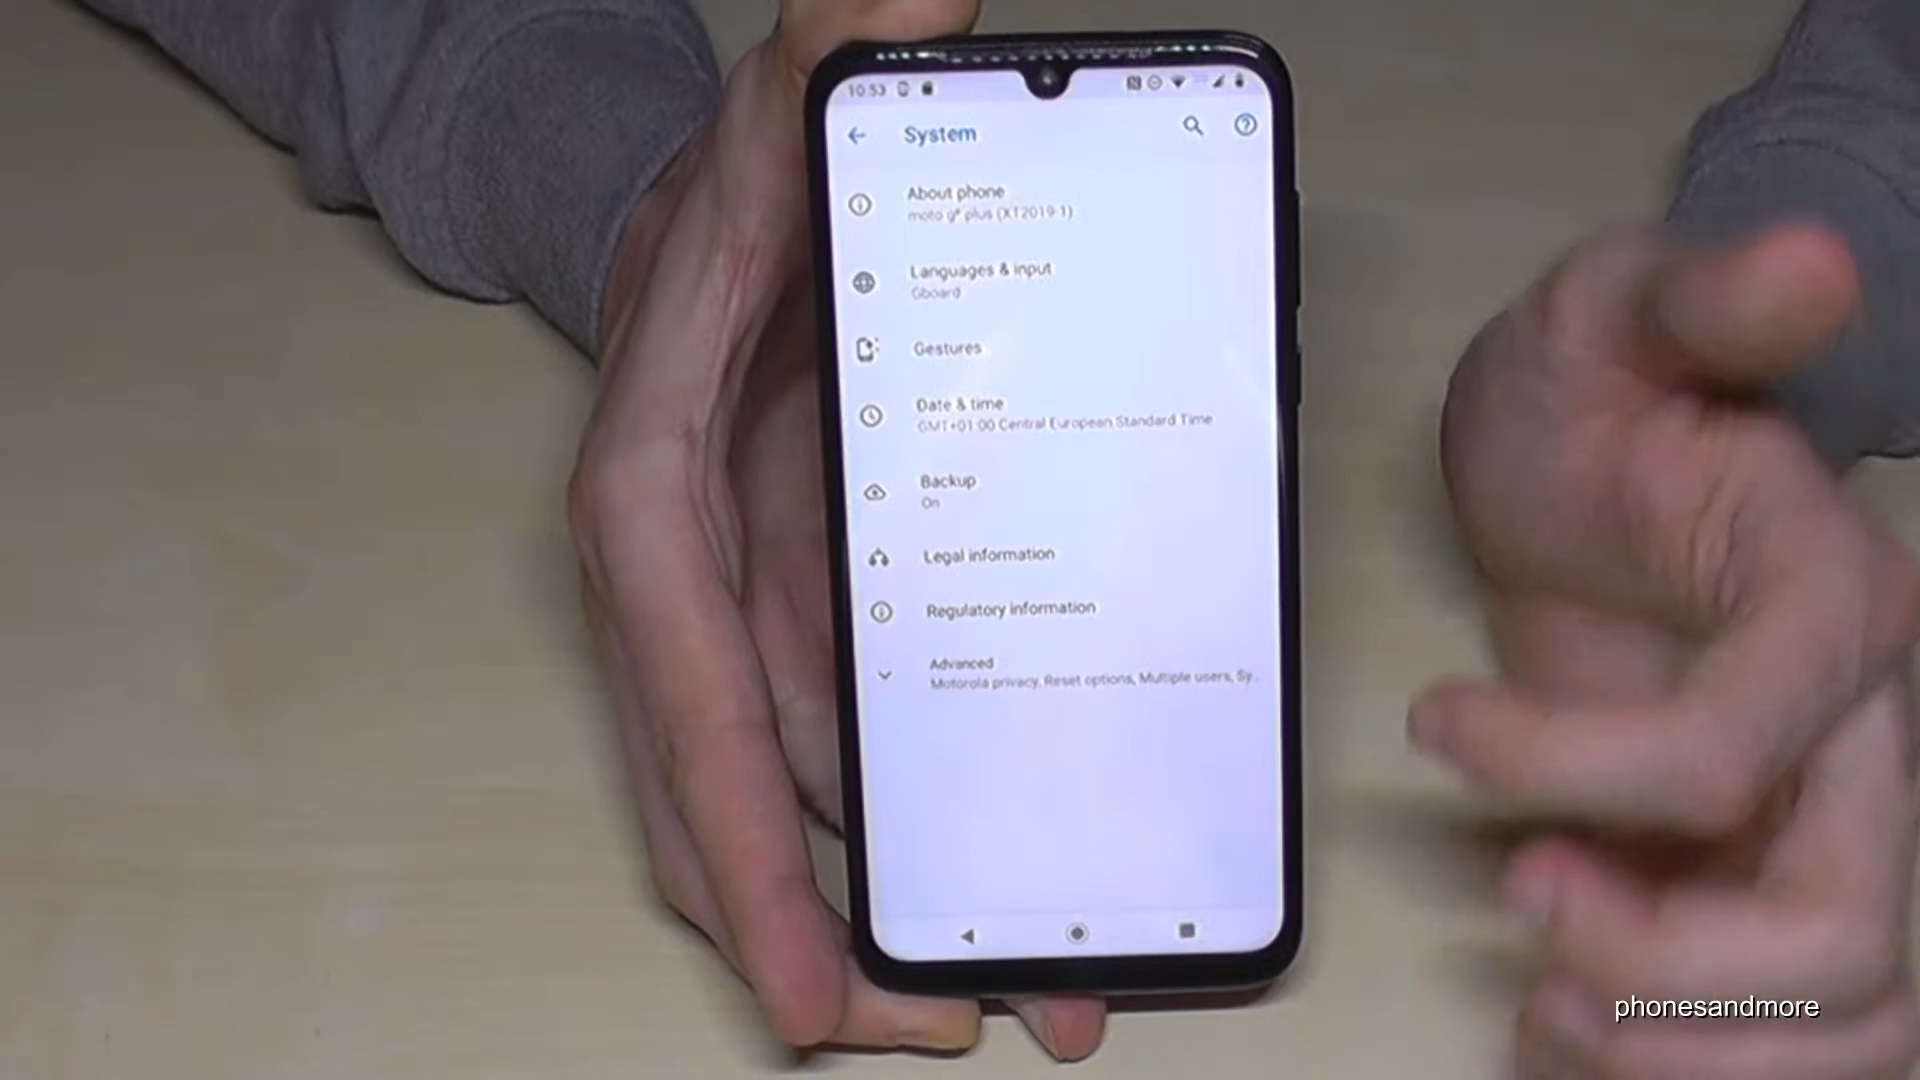 10:53
System
About phone
moto g⁸ plus (XT2019-1)
Languages & input
Gboard
Gestures
Date & time
GMT+01:00 Central European Standard Time
Backup
On
Legal information
Regulatory information
Advanced
Motorola privacy, Reset options, Multiple users, Sy..
phonesandmore